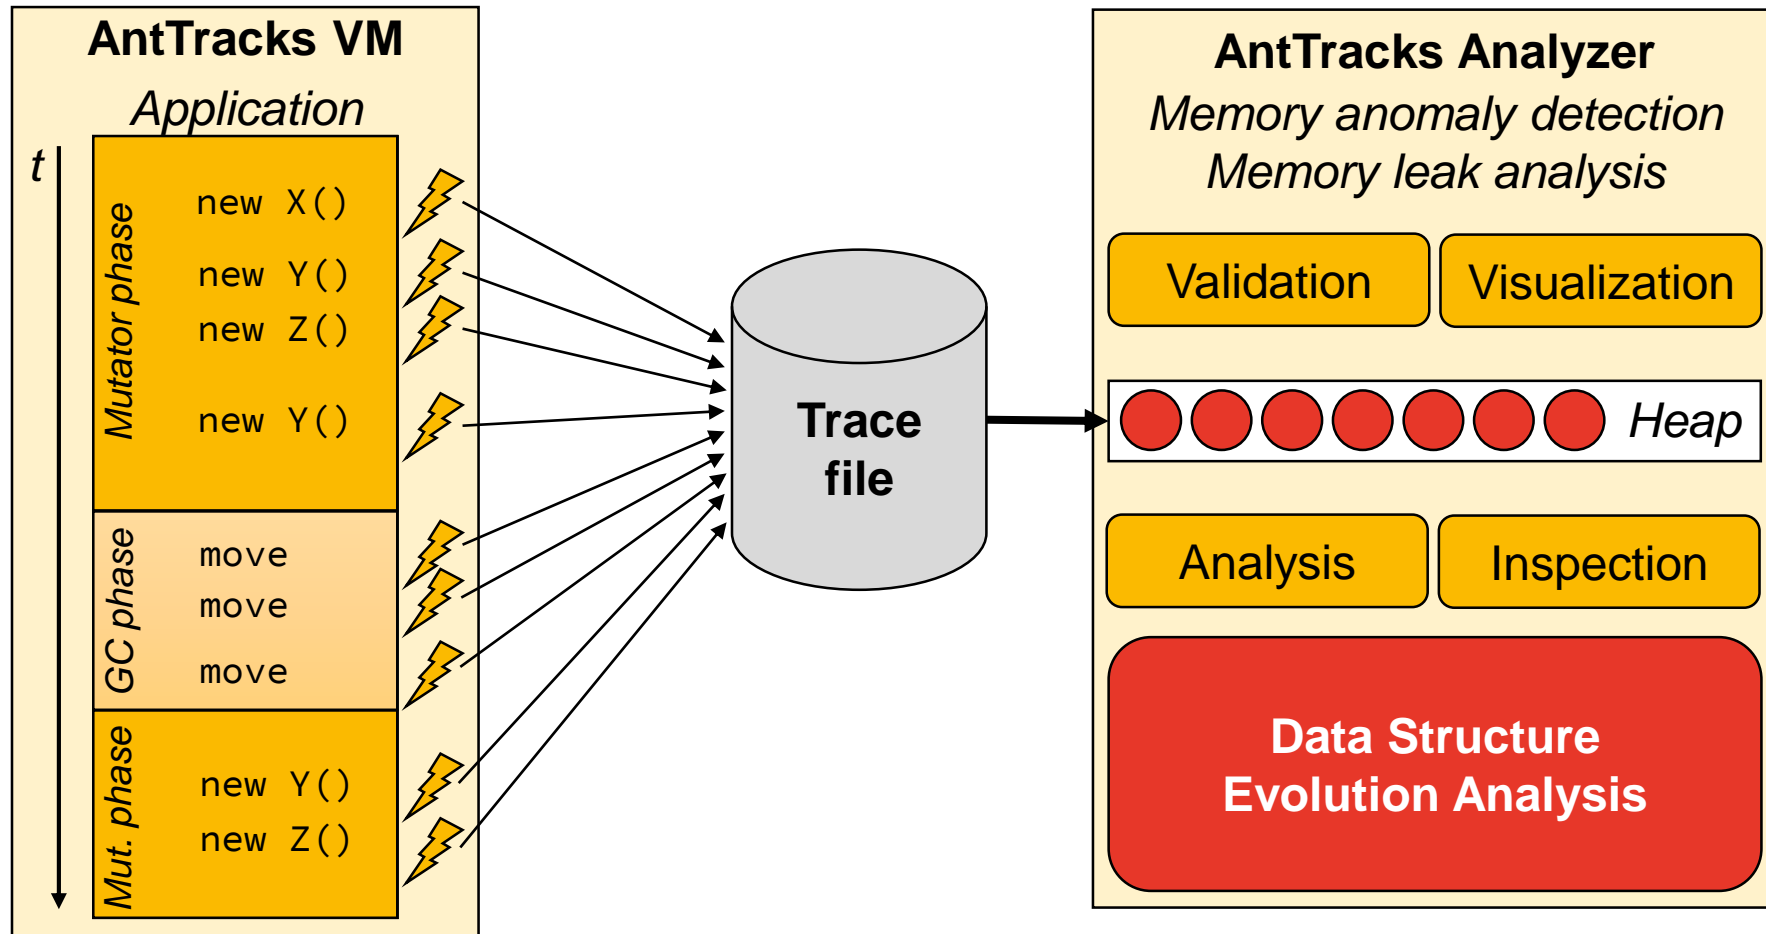 AntTracks VM
Application
t
Mutator phase
new X()
new Y()
new Z()
new Y()
GC phase
move
move
move
Mut. phase
new Y()
new Z()
Trace
file
AntTracks Analyzer
Memory anomaly detection
Memory leak analysis
Validation
Visualization
Heap
Analysis
Inspection
Data Structure
Evolution Analysis